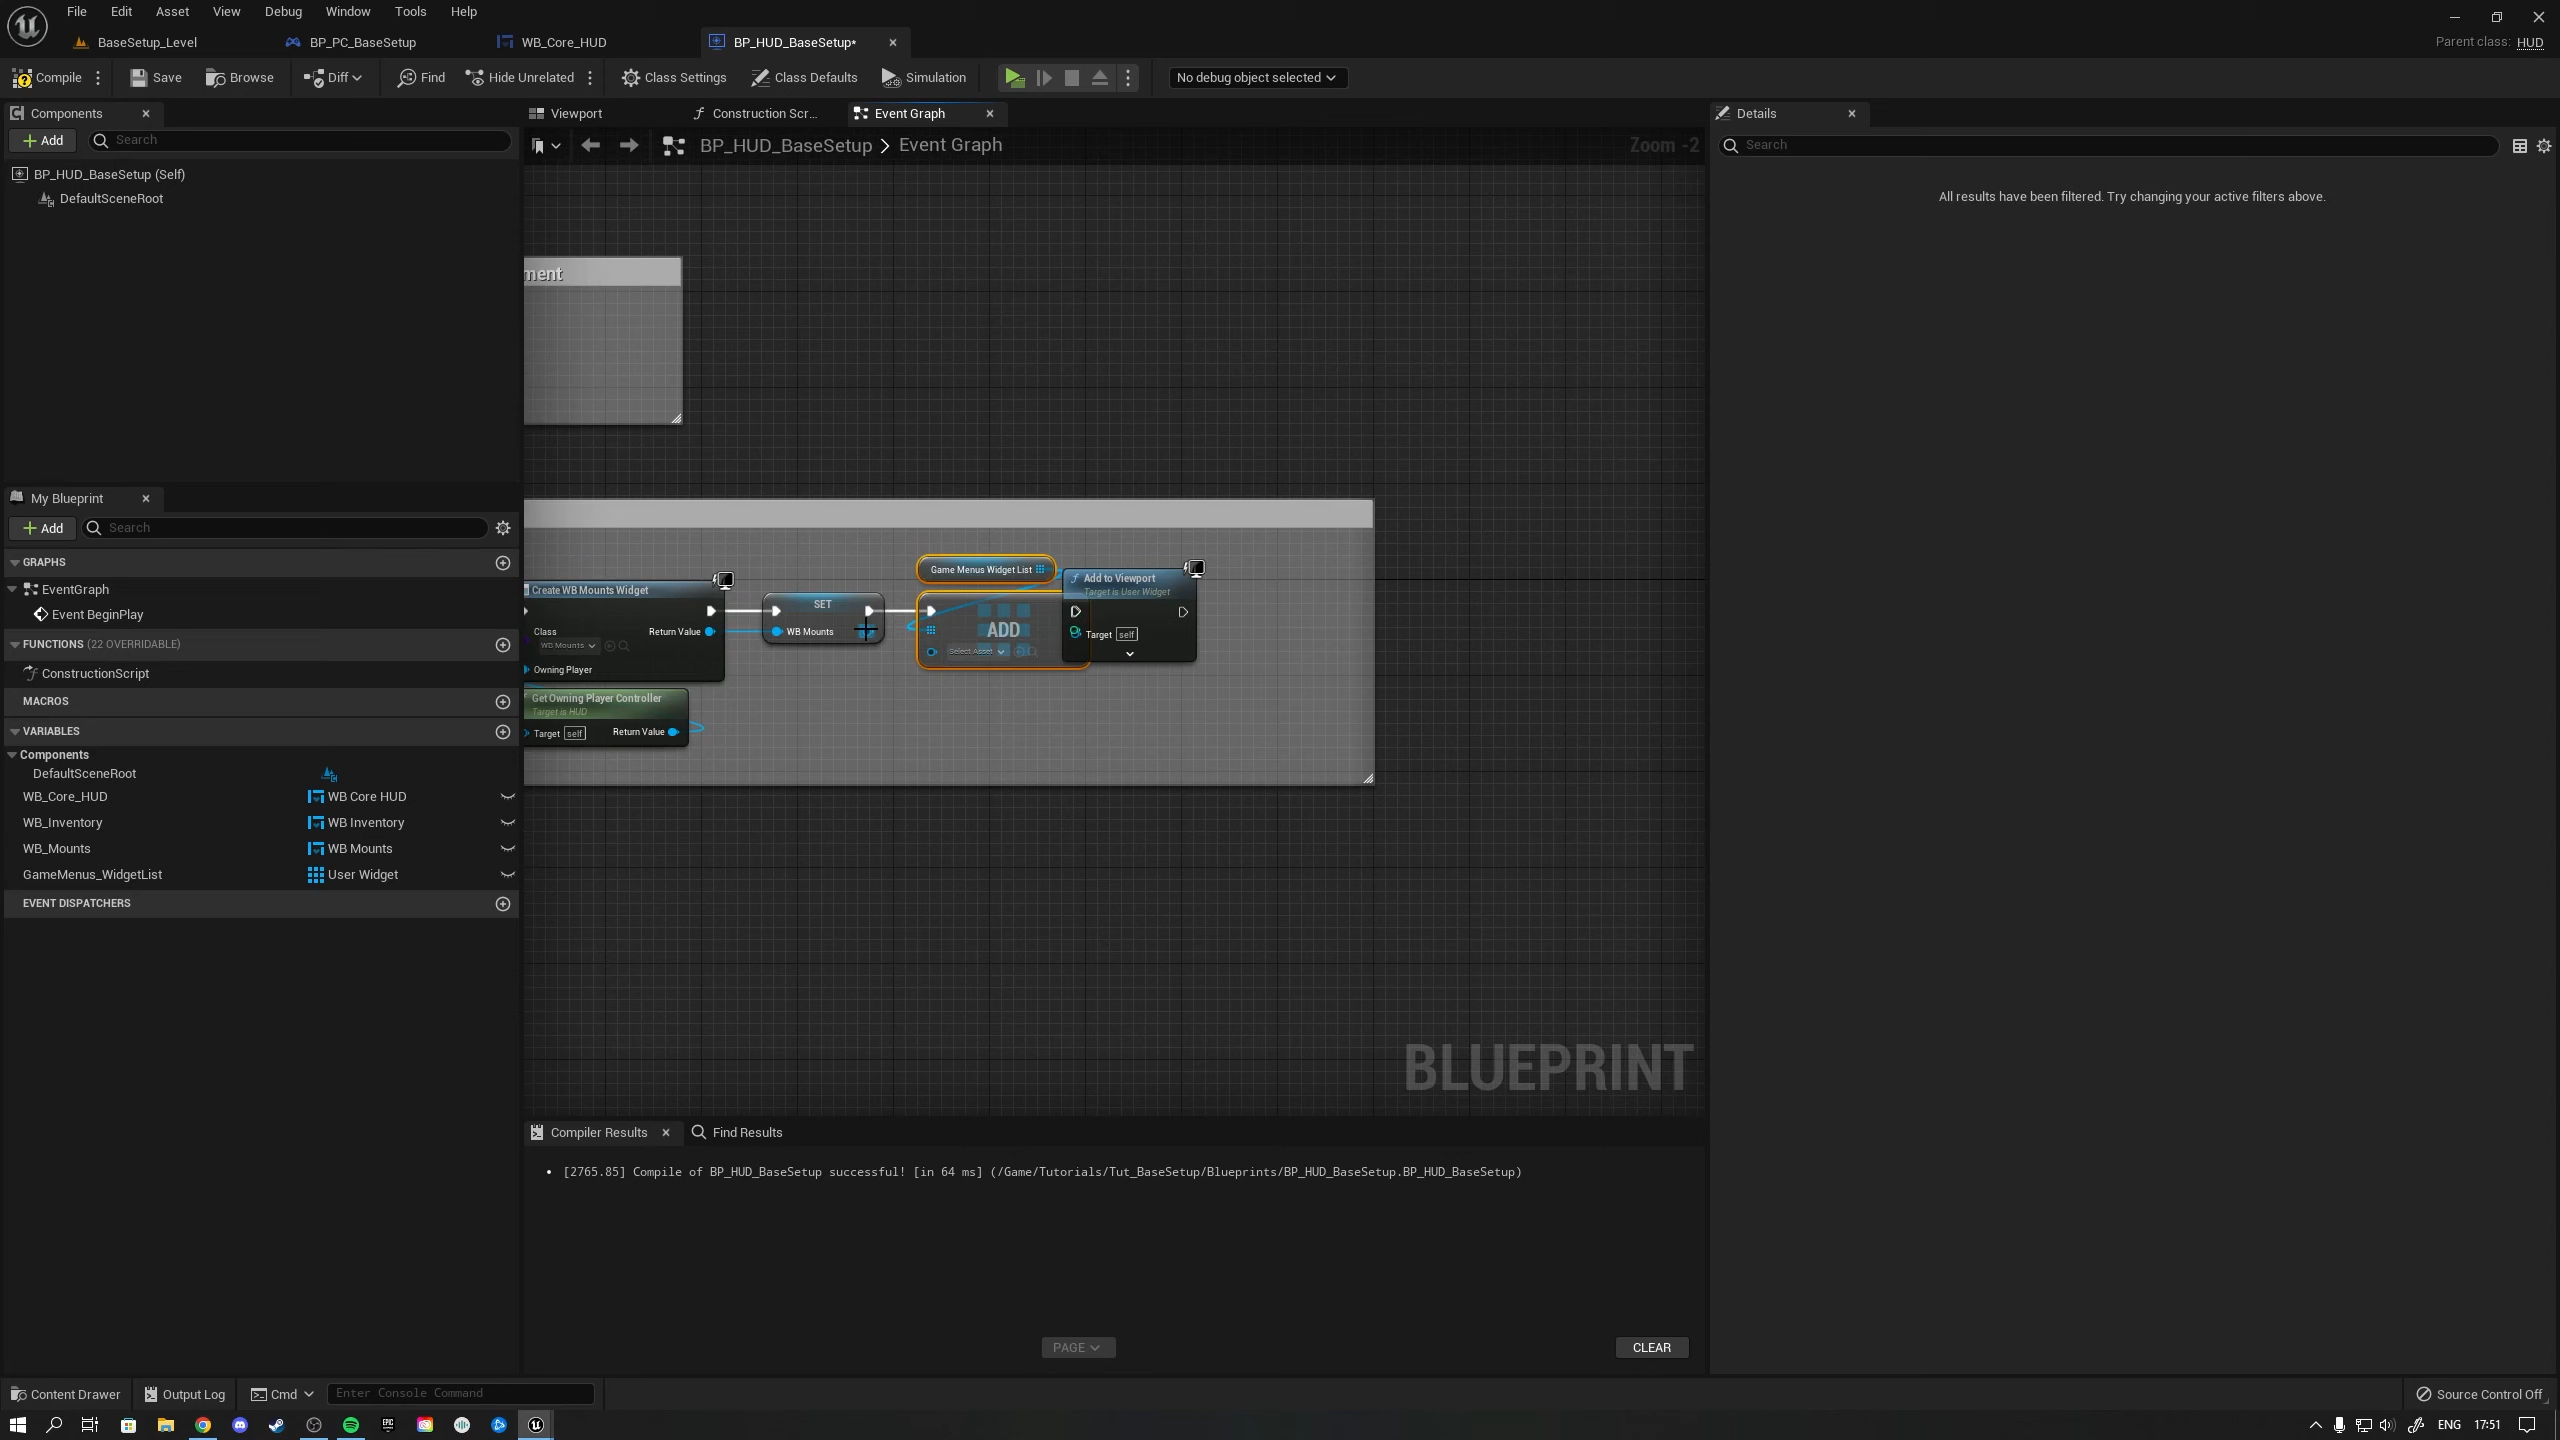 File Edit Asset View Debug Window Tools Help
BaseSetup_Level BP_PC_BaseSetup WB_Core_HUD BP_HUD_BaseSetup*
Parent class: HUD
Compile Save Browse Diff Find Hide Unrelated Class Settings Class Defaults Simulation No debug object selected
Components
Add Search
BP_HUD_BaseSetup (Self)
DefaultSceneRoot
My Blueprint
Add Search
GRAPHS
EventGraph
Event BeginPlay
FUNCTIONS (22 OVERRIDABLE)
ConstructionScript
MACROS
VARIABLES
Components
DefaultSceneRoot
WB_Core_HUD WB Core HUD
WB_Inventory WB Inventory
WB_Mounts WB Mounts
GameMenus_WidgetList User Widget
EVENT DISPATCHERS
Viewport Construction Scr... Event Graph
BP_HUD_BaseSetup > Event Graph
Zoom -2
ment
Create WB Mounts Widget
Class Return Value
WB Mounts
Owning Player
Get Owning Player Controller
Target is HUD
Target self Return Value
SET
WB Mounts
Game Menus Widget List
ADD
Select Asset
Add to Viewport
Target is User Widget
Target self
BLUEPRINT
Compiler Results Find Results
[2765.85] Compile of BP_HUD_BaseSetup successful! [in 64 ms] (/Game/Tutorials/Tut_BaseSetup/Blueprints/BP_HUD_BaseSetup.BP_HUD_BaseSetup)
PAGE CLEAR
Details
Search
All results have been filtered. Try changing your active filters above.
Content Drawer Output Log Cmd Enter Console Command Source Control Off
EPIC
ENG 17:51